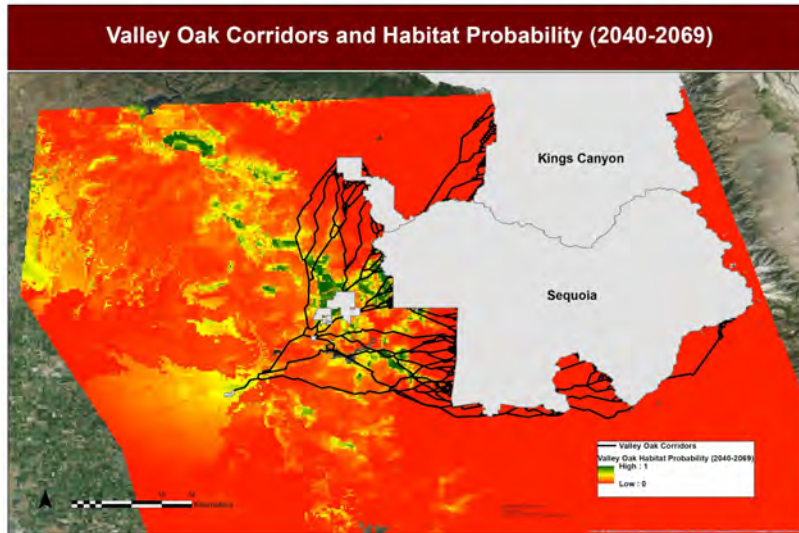 Valley Oak Corridors and Habitat Probability (2040-2069)
Kings Canyon
Sequoia
Valley Oak Corridors
Valley Oak Habitat Probability (2040-2069)
High : 1
Low : 0
Kilometers